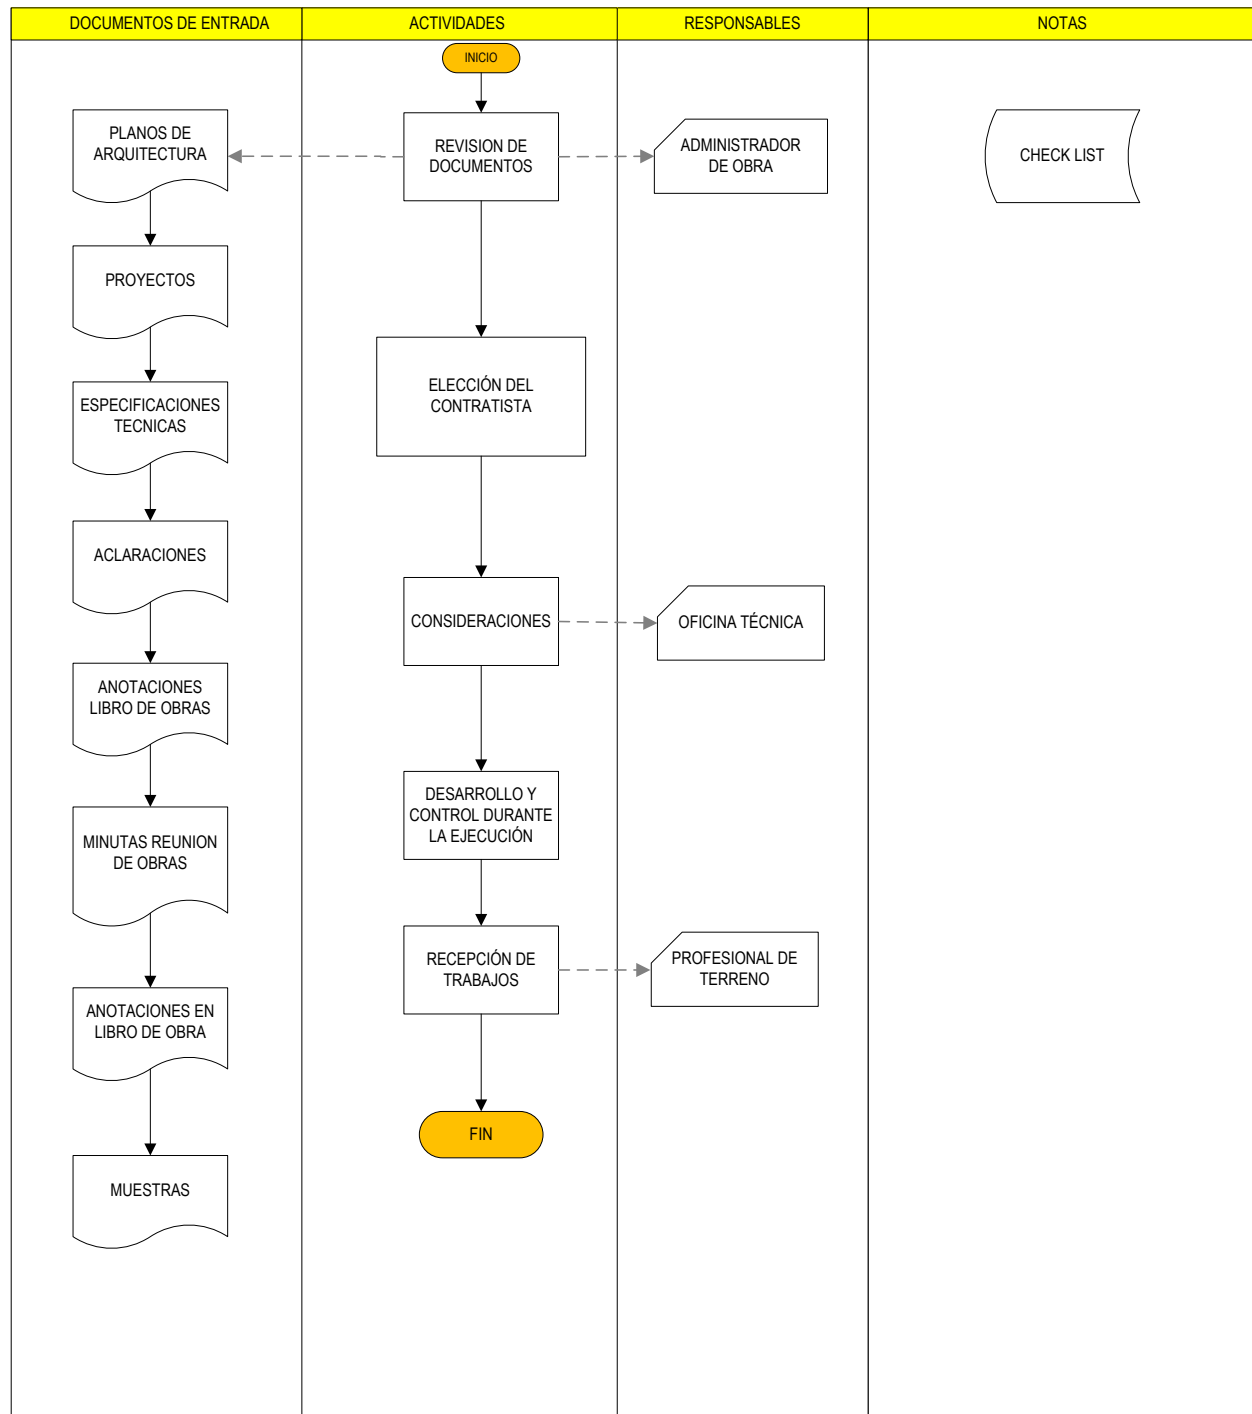 DOCUMENTOS DE ENTRADA
ACTIVIDADES
RESPONSABLES
NOTAS
INICIO
PLANOS DE
ARQUITECTURA
REVISION DE
DOCUMENTOS
ADMINISTRADOR
DE OBRA
CHECK LIST
PROYECTOS
ELECCIÓN DEL
CONTRATISTA
ESPECIFICACIONES
TECNICAS
ACLARACIONES
CONSIDERACIONES
OFICINA TÉCNICA
ANOTACIONES
LIBRO DE OBRAS
DESARROLLO Y
CONTROL DURANTE
LA EJECUCIÓN
MINUTAS REUNION
DE OBRAS
RECEPCIÓN DE
TRABAJOS
PROFESIONAL DE
TERRENO
ANOTACIONES EN
LIBRO DE OBRA
FIN
MUESTRAS